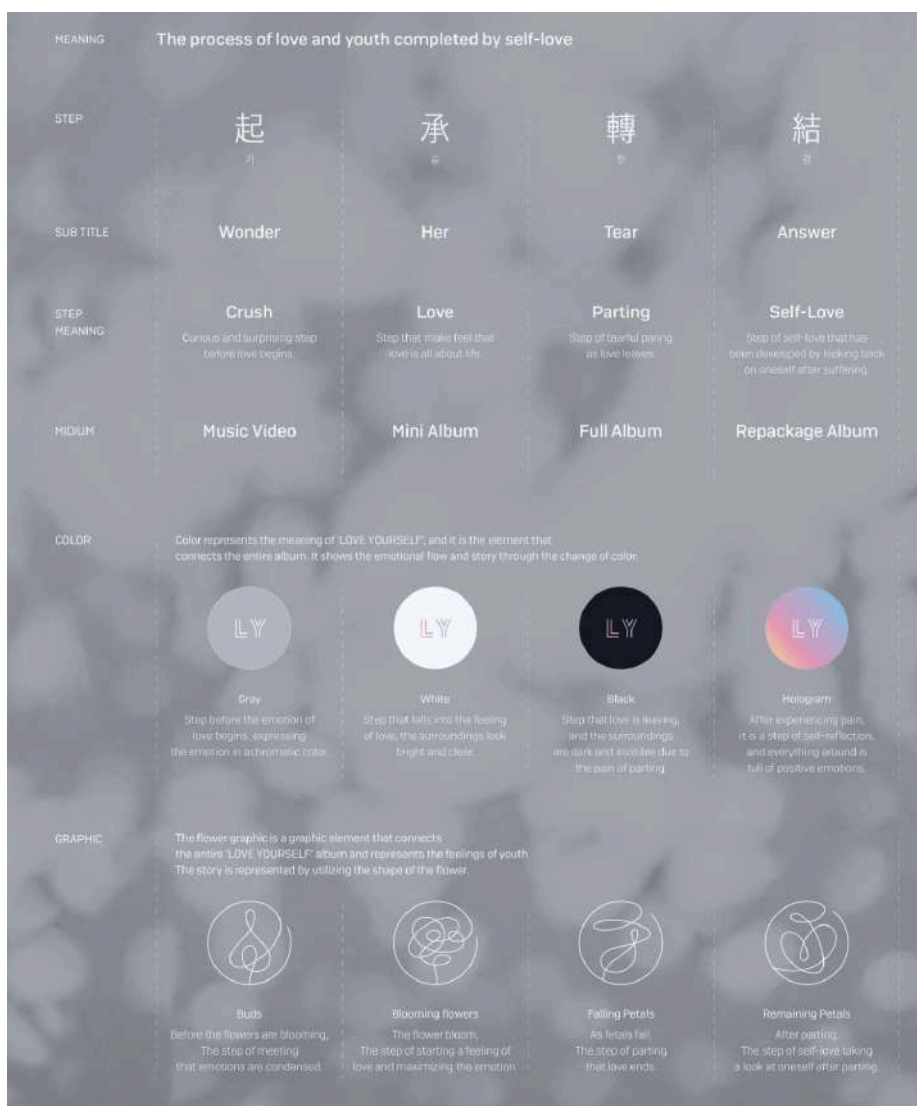 MEANING
The process of love and youth completed by self-love
STEP
起 承 轉 結
기 승 전 결
SUB TITLE
Wonder Her Tear Answer
STEP
MEANING
Crush
Curious and surprising step
before love begins.
Love
Step that make feel that
love is all about life.
Parting
Step of tearful paring
as love leaves.
Self-Love
Step of self-love that has
been developed by looking back
on oneself after suffering.
MIDIUM
Music Video Mini Album Full Album Repackage Album
COLOR
Color represents the meaning of 'LOVE YOURSELF', and it is the element that
connects the entire album. It shows the emotional flow and story through the change of color.
LY LY LY LY
Gray
Step before the emotion of
love begins, expressing
the emotion in achromatic color.
White
Step that falls into the feeling
of love, the surroundings look
bright and clear.
Black
Step that love is leaving,
and the surroundings
are dark and invisible due to
the pain of parting.
Hologram
After experiencing pain,
it is a step of self-reflection,
and everything around is
full of positive emotions.
GRAPHIC
The flower graphic is a graphic element that connects
the entire 'LOVE YOURSELF' album and represents the feelings of youth.
The story is represented by utilizing the shape of the flower.
Buds
Before the flowers are blooming,
The step of meeting
that emotions are condensed.
Blooming flowers
The flower bloom.
The step of starting a feeling of
love and maximizing the emotion.
Falling Petals
As fetals fall.
The step of parting
that love ends.
Remaining Petals
After parting.
The step of self-love taking
a look at oneself after parting.